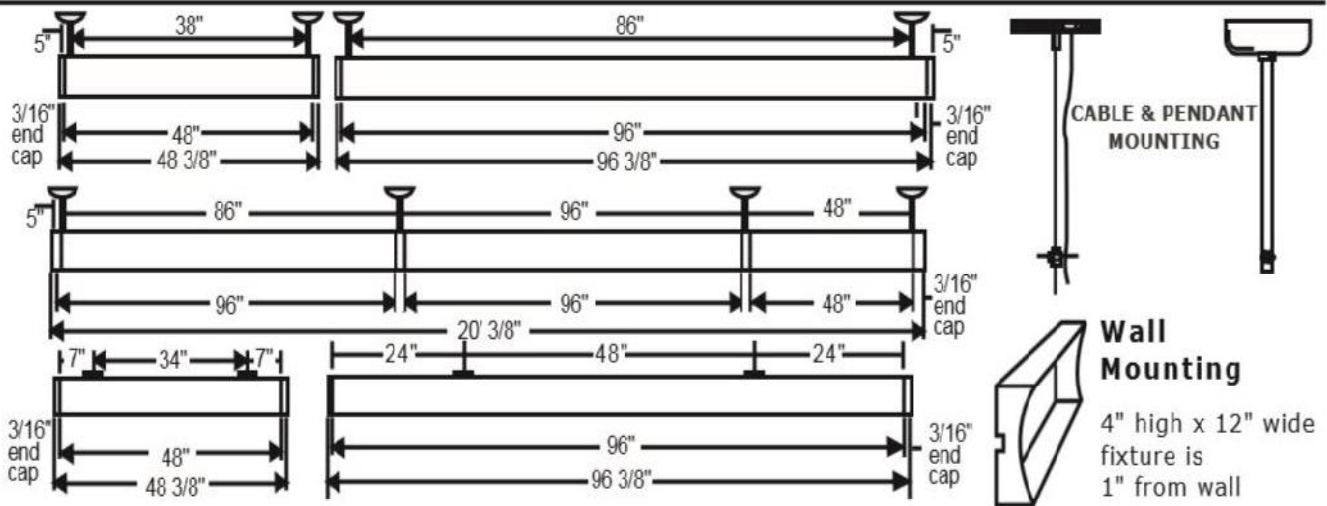 38"
86"
5"
5"
3/16"
end
cap
48"
48 3/8"
96"
96 3/8"
3/16"
end
cap
CABLE & PENDANT
MOUNTING
5"
86"
96"
48"
96"
96"
48"
3/16"
end
cap
20' 3/8"
7"
34"
7"
24"
48"
24"
3/16"
end
cap
48"
48 3/8"
96"
96 3/8"
3/16"
end
cap
Wall
Mounting
4" high x 12" wide
fixture is
1" from wall